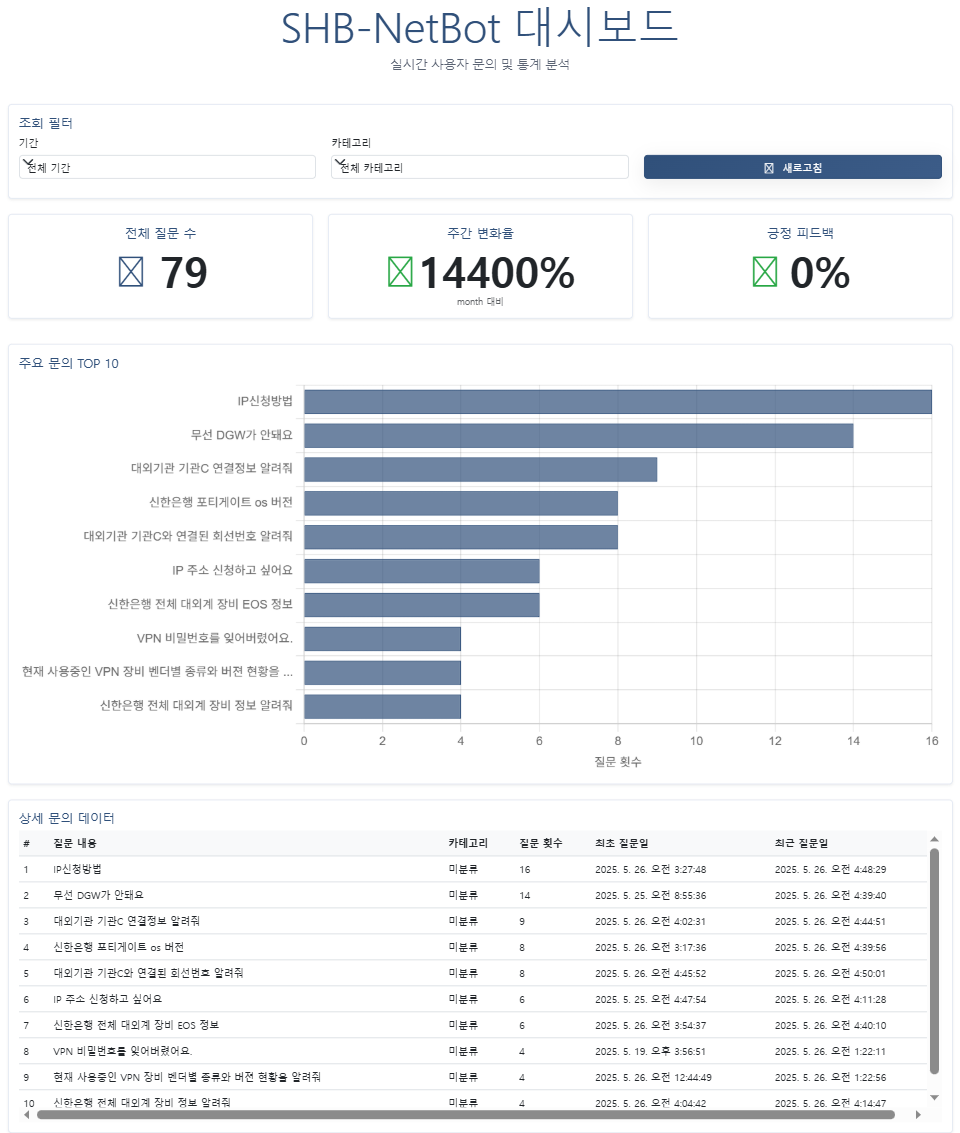 SHB-NetBot 대시보드
실시간 사용자 문의 및 통계 분석
조회 필터
기간
카테고리
전체 기간
전체 카테고리
새로고침
전체 질문 수
주간 변화율
긍정 피드백
79
14400%
0%
month 대비
주요 문의 TOP 10
IP신청방법
무선 DGW가 안돼요
대외기관 기관C 연결정보 알려줘
신한은행 포티게이트 os 버전
대외기관 기관C와 연결된 회선번호 알려줘
IP 주소 신청하고 싶어요
신한은행 전체 대외계 장비 EOS 정보
VPN 비밀번호를 잊어버렸어요.
현재 사용중인 VPN 장비 벤더별 종류와 버젼 현황을 ...
신한은행 전체 대외계 장비 정보 알려줘
0 2 4 6 8 10 12 14 16
질문 횟수
상세 문의 데이터
# 질문 내용 카테고리 질문 횟수 최초 질문일 최근 질문일
1 IP신청방법 미분류 16 2025. 5. 26. 오전 3:27:48 2025. 5. 26. 오전 4:48:29
2 무선 DGW가 안돼요 미분류 14 2025. 5. 25. 오전 8:55:36 2025. 5. 26. 오전 4:39:40
3 대외기관 기관C 연결정보 알려줘 미분류 9 2025. 5. 26. 오전 4:02:31 2025. 5. 26. 오전 4:44:51
4 신한은행 포티게이트 os 버전 미분류 8 2025. 5. 26. 오전 3:17:36 2025. 5. 26. 오전 4:39:56
5 대외기관 기관C와 연결된 회선번호 알려줘 미분류 8 2025. 5. 26. 오전 4:45:52 2025. 5. 26. 오전 4:50:01
6 IP 주소 신청하고 싶어요 미분류 6 2025. 5. 25. 오전 4:47:54 2025. 5. 26. 오전 4:11:28
7 신한은행 전체 대외계 장비 EOS 정보 미분류 6 2025. 5. 26. 오전 3:54:37 2025. 5. 26. 오전 4:40:10
8 VPN 비밀번호를 잊어버렸어요. 미분류 4 2025. 5. 19. 오후 3:56:51 2025. 5. 26. 오전 1:22:11
9 현재 사용중인 VPN 장비 벤더별 종류와 버젼 현황을 알려줘 미분류 4 2025. 5. 26. 오전 12:44:49 2025. 5. 26. 오전 1:22:56
10 신한은행 전체 대외계 장비 정보 알려줘 미분류 4 2025. 5. 26. 오전 4:04:42 2025. 5. 26. 오전 4:14:47